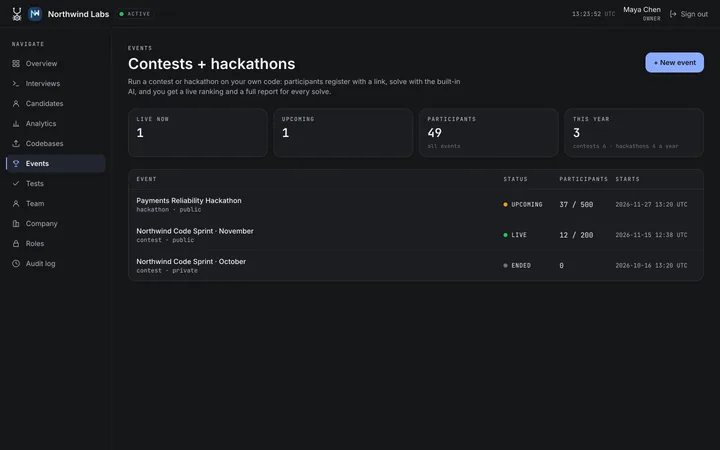 Northwind Labs
ACTIVE
13:23:52 UTC
Maya Chen
OWNER
Sign out
NAVIGATE
Overview
Interviews
Candidates
Analytics
Codebases
Events
Tests
Team
Company
Roles
Audit log
EVENTS
Contests + hackathons
Run a contest or hackathon on your own code: participants register with a link, solve with the built-in
AI, and you get a live ranking and a full report for every solve.
+ New event
LIVE NOW
1
UPCOMING
1
PARTICIPANTS
49
all events
THIS YEAR
3
contests 6 · hackathons 4 a year
EVENT STATUS PARTICIPANTS STARTS
Payments Reliability Hackathon
hackathon · public
UPCOMING 37 / 500 2026-11-27 13:20 UTC
Northwind Code Sprint · November
contest · public
LIVE 12 / 200 2026-11-15 12:38 UTC
Northwind Code Sprint · October
contest · private
ENDED 0 2026-10-16 13:20 UTC